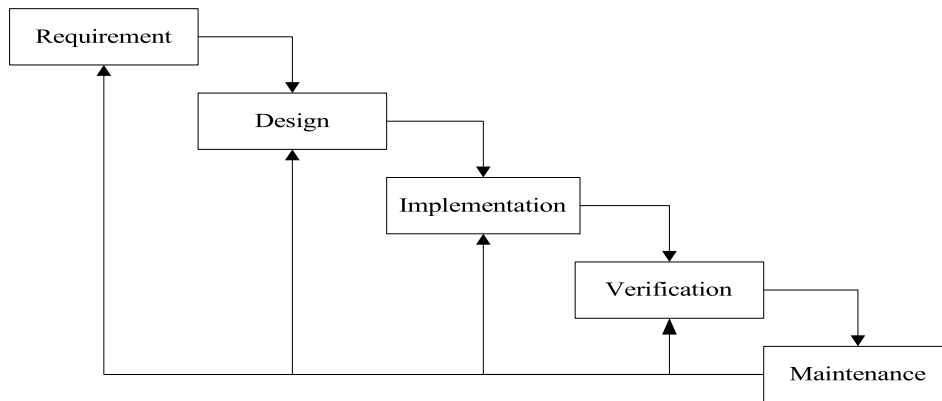 Requirement
Design
Implementation
Verification
Maintenance